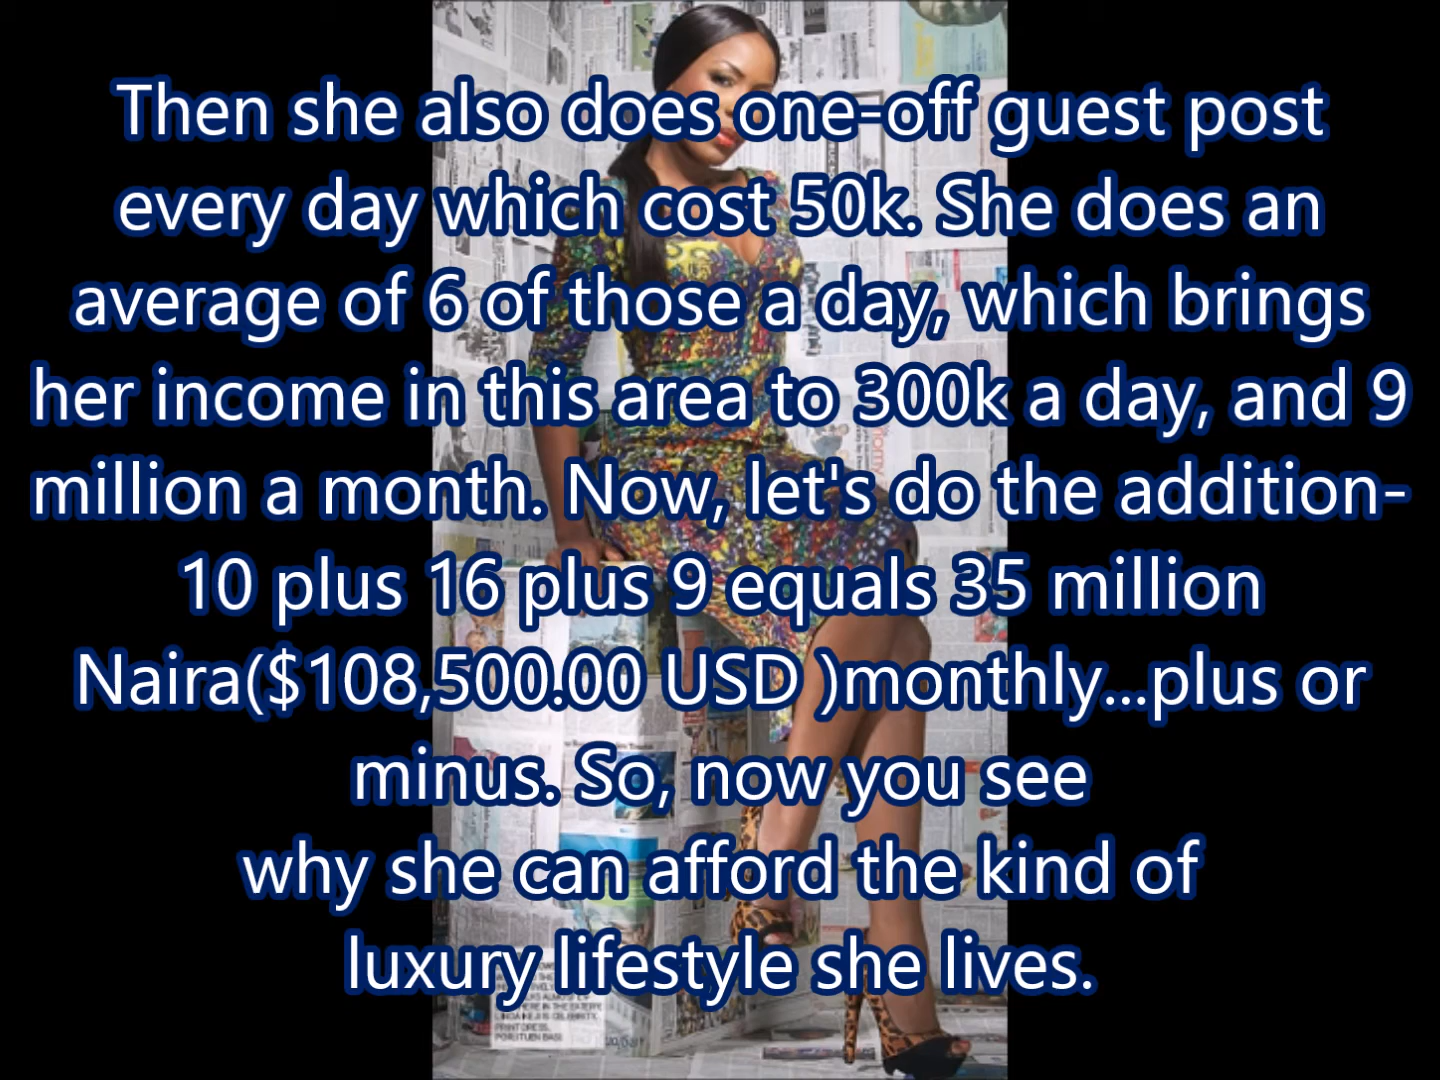 Then she also does one-off guest post
every day which cost 50k. She does an
average of 6 of those a day, which brings
her income in this area to 300k a day, and 9
million a month. Now, let's do the addition-
10 plus 16 plus 9 equals 35 million
Naira($108,500.00 USD )monthly...plus or
minus. So, now you see
why she can afford the kind of
luxury lifestyle she lives.
PRINT DRESS,